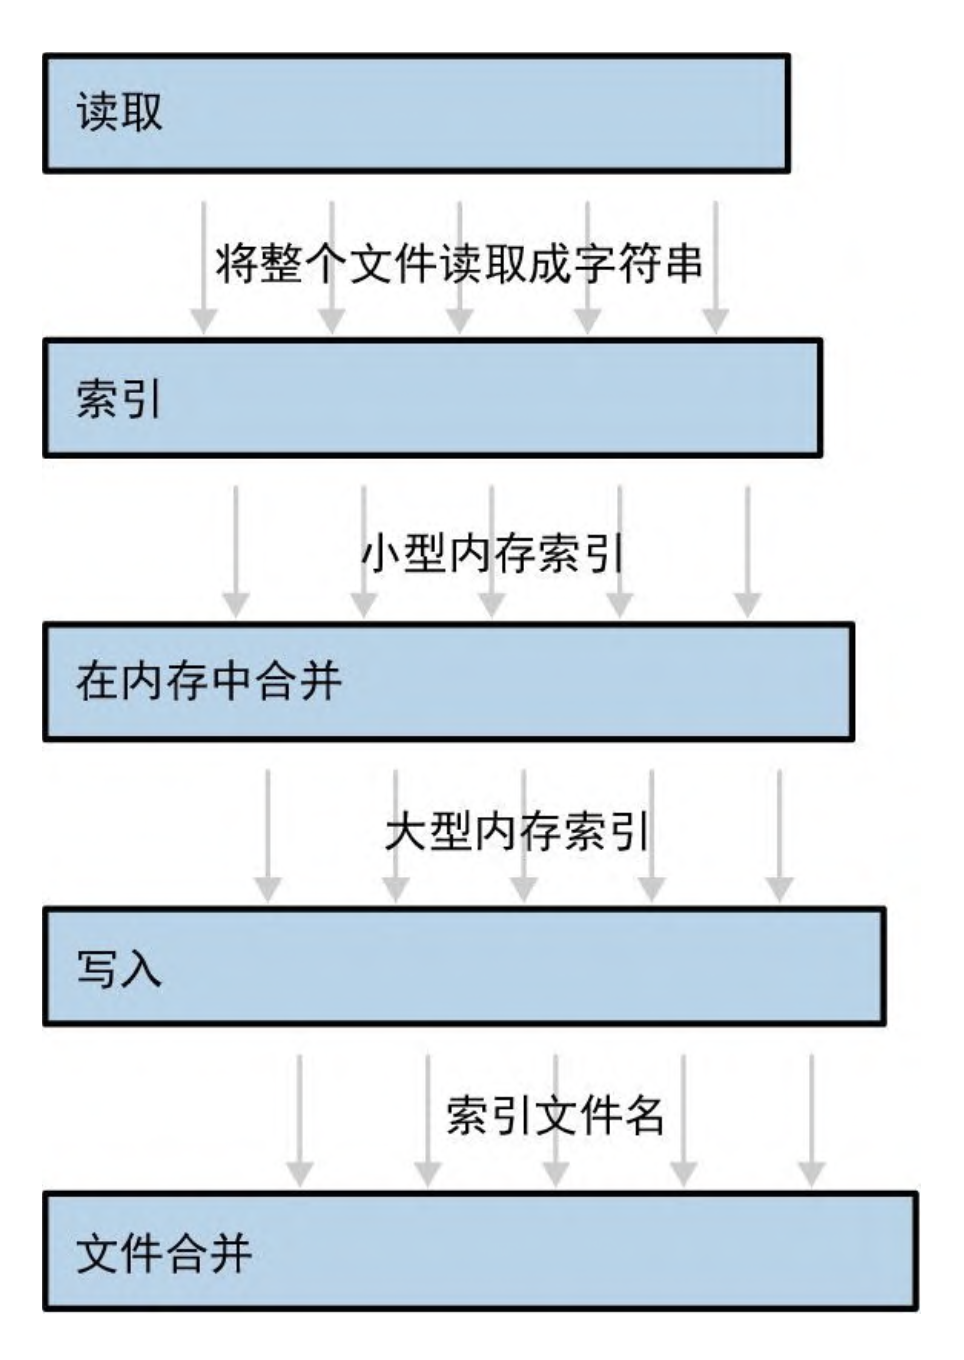 读取
将整个文件读取成字符串
索引
小型内存索引
在内存中合并
大型内存索引
写入
索引文件名
文件合并